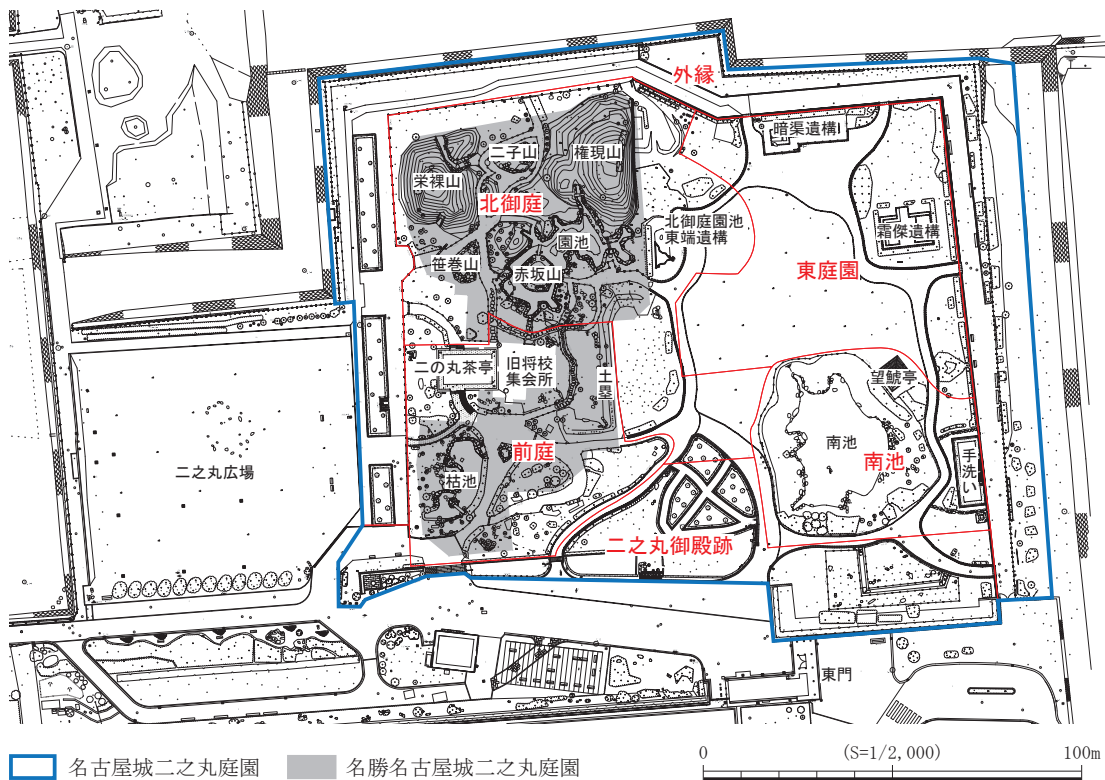 外縁
暗渠遺構
二子山
権現山
栄裸山
北御庭
北御庭園池
東端遺構
霜傑遺構
園池
笹巻山
赤坂山
東庭園
二の丸茶亭
旧将校
集会所
土塁
望鯱亭
二之丸広場
前庭
枯池
南池
南池
手洗い
二之丸御殿跡
東門
名古屋城二之丸庭園
名勝名古屋城二之丸庭園
0
(S=1/2,000)
100m